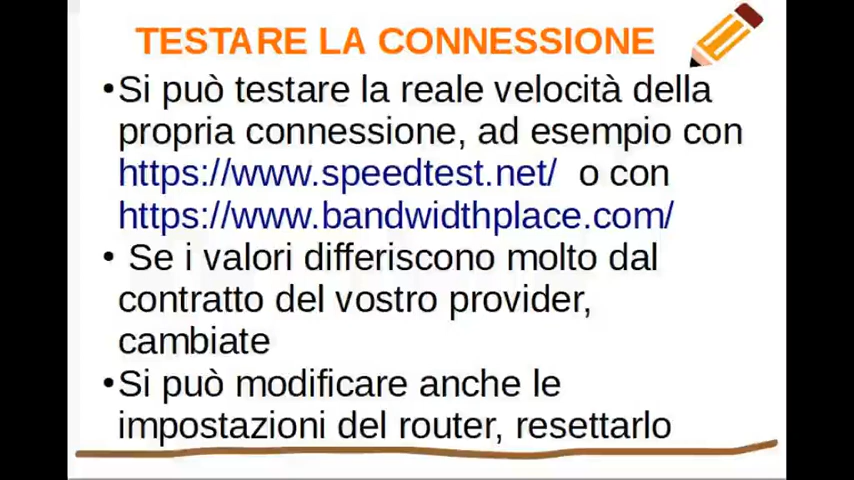 TESTARE LA CONNESSIONE
•Si può testare la reale velocità della
propria connessione, ad esempio con
https://www.speedtest.net/ o con
https://www.bandwidthplace.com/
• Se i valori differiscono molto dal
contratto del vostro provider,
cambiate
•Si può modificare anche le
impostazioni del router, resettarlo